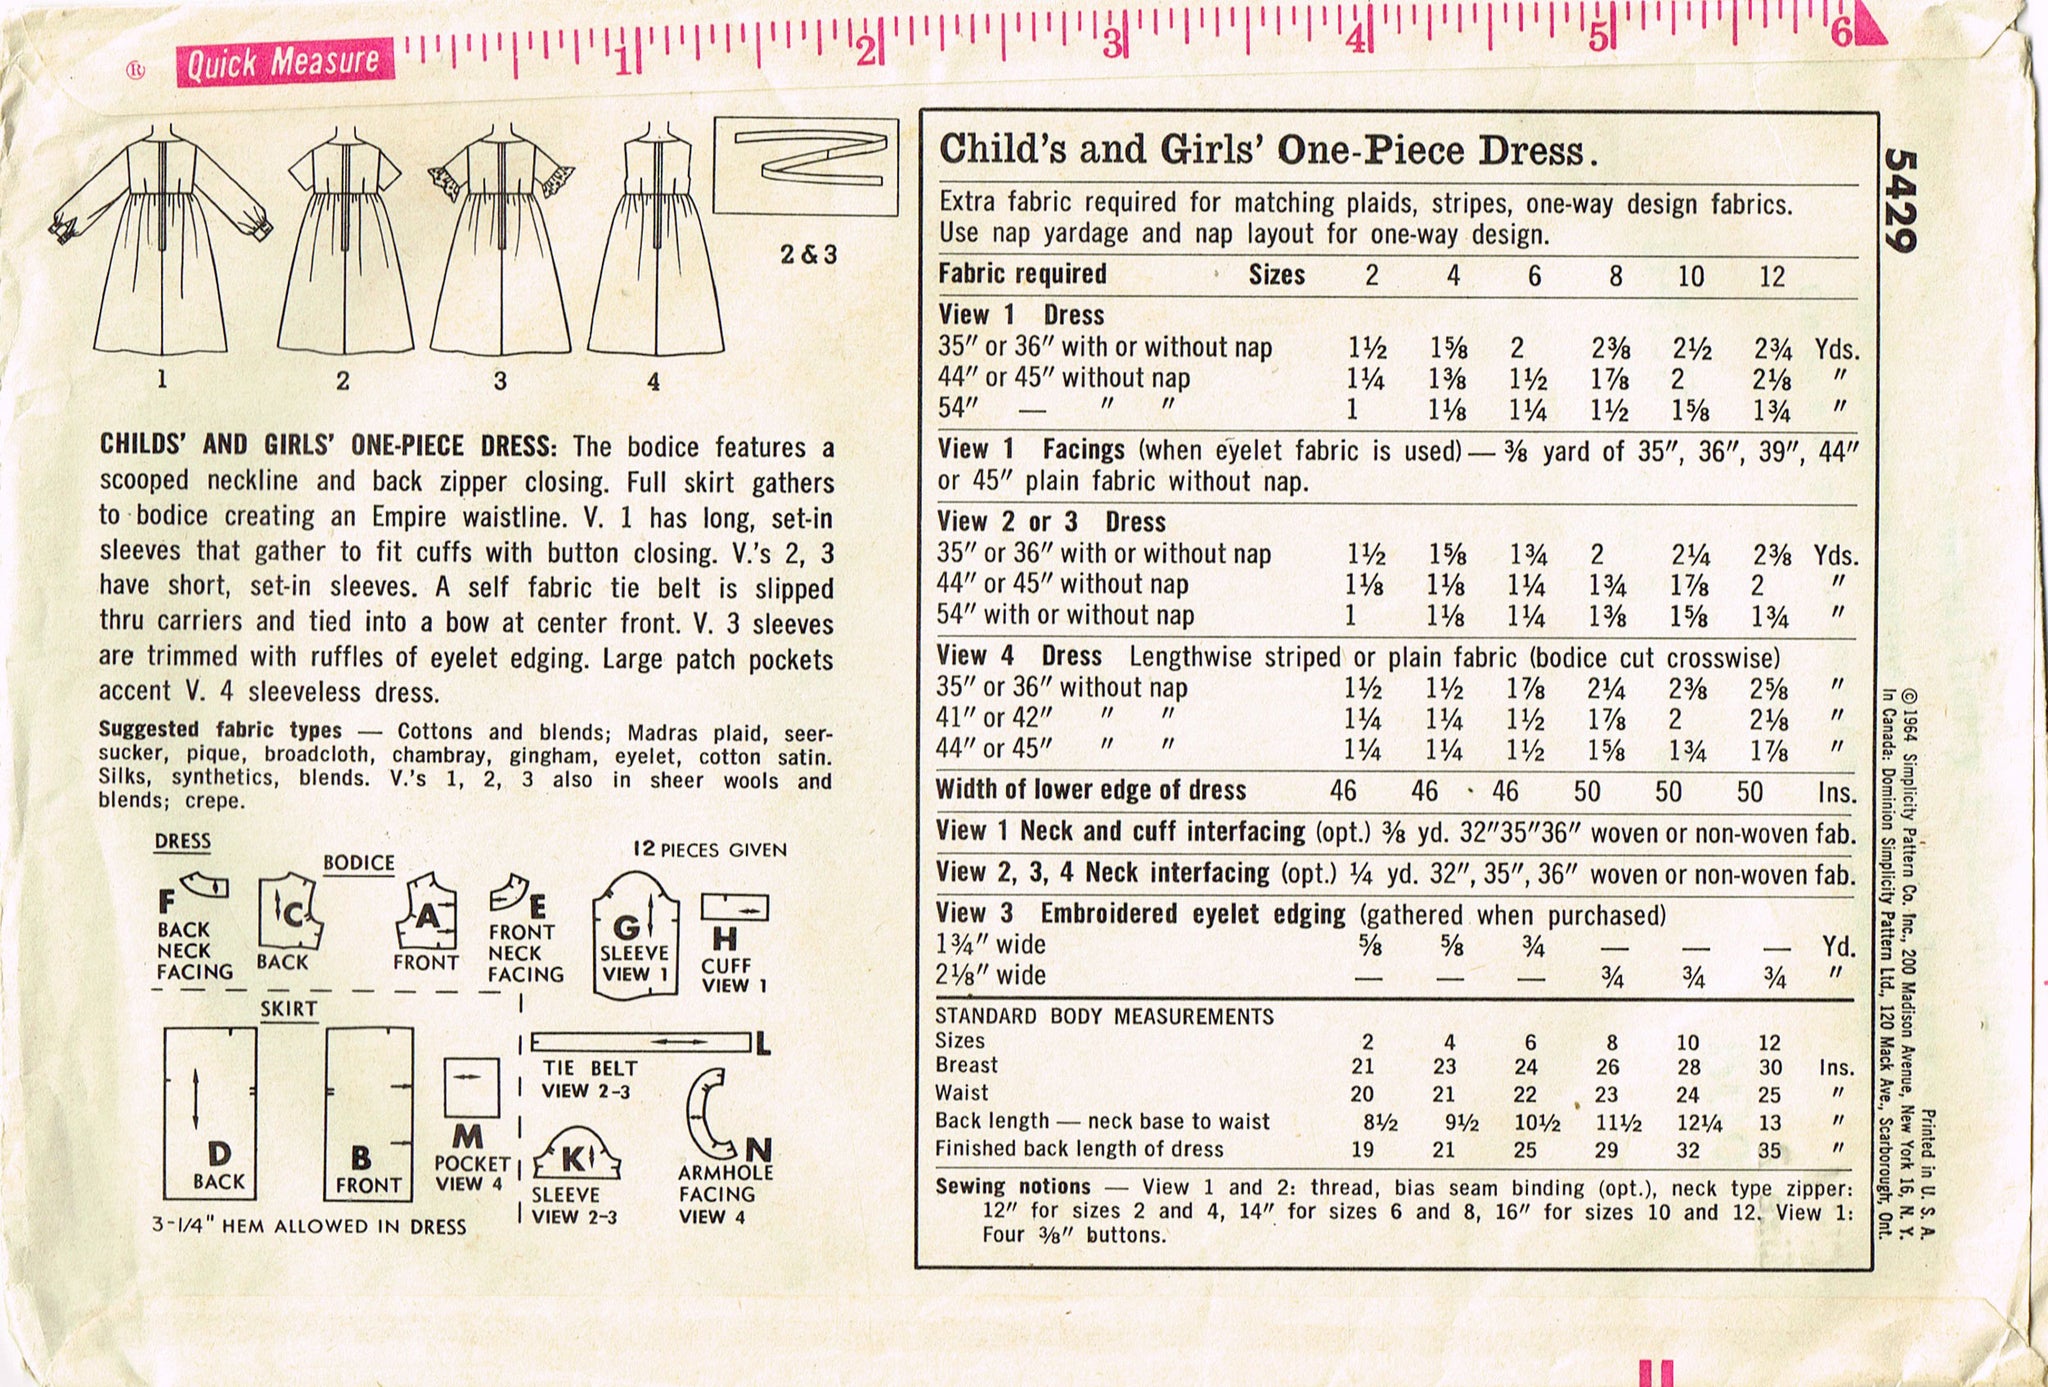 ® Quick Measure 1 2 3 4 5 6
1 2 3 4
2 & 3
CHILDS' AND GIRLS' ONE-PIECE DRESS: The bodice features a
scooped neckline and back zipper closing. Full skirt gathers
to bodice creating an Empire waistline. V. 1 has long, set-in
sleeves that gather to fit cuffs with button closing. V.'s 2, 3
have short, set-in sleeves. A self fabric tie belt is slipped
thru carriers and tied into a bow at center front. V. 3 sleeves
are trimmed with ruffles of eyelet edging. Large patch pockets
accent V. 4 sleeveless dress.
Suggested fabric types — Cottons and blends; Madras plaid, seer-
sucker, pique, broadcloth, chambray, gingham, eyelet, cotton satin.
Silks, synthetics, blends. V.'s 1, 2, 3 also in sheer wools and
blends; crepe.
DRESS
BODICE
12 PIECES GIVEN
F
BACK
NECK
FACING
C
BACK
A
FRONT
E
FRONT
NECK
FACING
G
SLEEVE
VIEW 1
H
CUFF
VIEW 1
SKIRT
D
BACK
B
FRONT
M
POCKET
VIEW 4
L
TIE BELT
VIEW 2-3
K
SLEEVE
VIEW 2-3
N
ARMHOLE
FACING
VIEW 4
3-1/4" HEM ALLOWED IN DRESS
Child's and Girls' One-Piece Dress.
Extra fabric required for matching plaids, stripes, one-way design fabrics.
Use nap yardage and nap layout for one-way design.
Fabric required Sizes 2 4 6 8 10 12
View 1 Dress
35" or 36" with or without nap 1½ 1⅝ 2 2⅜ 2½ 2¾ Yds.
44" or 45" without nap 1¼ 1⅜ 1½ 1⅞ 2 2⅛ "
54" — " " 1 1⅛ 1¼ 1½ 1⅝ 1¾ "
View 1 Facings (when eyelet fabric is used) — ⅜ yard of 35", 36", 39", 44"
or 45" plain fabric without nap.
View 2 or 3 Dress
35" or 36" with or without nap 1½ 1⅝ 1¾ 2 2¼ 2⅜ Yds.
44" or 45" without nap 1⅛ 1⅛ 1¼ 1¾ 1⅞ 2 "
54" with or without nap 1 1⅛ 1¼ 1⅜ 1⅝ 1¾ "
View 4 Dress Lengthwise striped or plain fabric (bodice cut crosswise)
35" or 36" without nap 1½ 1½ 1⅞ 2¼ 2⅜ 2⅝ "
41" or 42" " " 1¼ 1¼ 1½ 1⅞ 2 2⅛ "
44" or 45" " " 1¼ 1¼ 1½ 1⅝ 1¾ 1⅞ "
Width of lower edge of dress 46 46 46 50 50 50 Ins.
View 1 Neck and cuff interfacing (opt.) ⅜ yd. 32"35"36" woven or non-woven fab.
View 2, 3, 4 Neck interfacing (opt.) ¼ yd. 32", 35", 36" woven or non-woven fab.
View 3 Embroidered eyelet edging (gathered when purchased)
1¾" wide ⅝ ⅝ ¾ — — — Yd.
2⅛" wide — — — ¾ ¾ ¾ "
STANDARD BODY MEASUREMENTS
Sizes 2 4 6 8 10 12
Breast 21 23 24 26 28 30 Ins.
Waist 20 21 22 23 24 25 "
Back length — neck base to waist 8½ 9½ 10½ 11½ 12¼ 13 "
Finished back length of dress 19 21 25 29 32 35 "
Sewing notions — View 1 and 2: thread, bias seam binding (opt.), neck type zipper:
12" for sizes 2 and 4, 14" for sizes 6 and 8, 16" for sizes 10 and 12. View 1:
Four ⅜" buttons.
5429
© 1964 Simplicity Pattern Co. Inc., 200 Madison Avenue, New York 16, N. Y.
In Canada: Dominion Simplicity Pattern Ltd., 120 Mack Ave., Scarborough, Ont.
Printed in U. S. A.